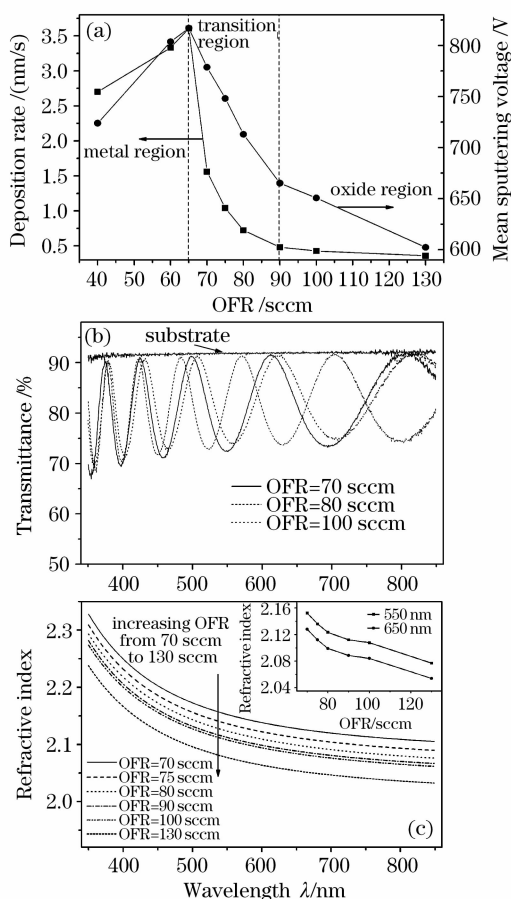 (a)
transition
region
metal region
oxide region
Deposition rate /(nm/s)
3.5
3.0
2.5
2.0
1.5
1.0
0.5
Mean sputtering voltage /V
800
750
700
650
600
40 50 60 70 80 90 100 110 120 130
OFR /sccm
(b)
substrate
Transmittance /%
90
80
70
60
50
OFR=70 sccm
OFR=80 sccm
OFR=100 sccm
400 500 600 700 800
increasing OFR
from 70 sccm
to 130 sccm
Refractive index
2.3
2.2
2.1
2.0
Refractive index
2.16
2.12
2.08
2.04
550 nm
650 nm
80 100 120
OFR/sccm
OFR=70 sccm
OFR=75 sccm
OFR=80 sccm
OFR=90 sccm
OFR=100 sccm
OFR=130 sccm
(c)
400 500 600 700 800
Wavelength λ/nm